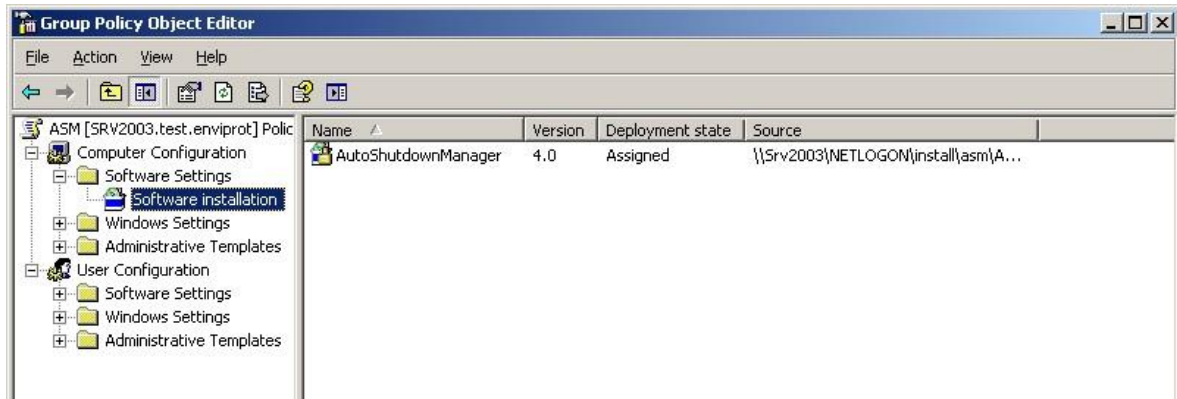 Group Policy Object Editor
File Action View Help
ASM [SRV2003.test.enviprot] Polic
Computer Configuration
Software Settings
Software installation
Windows Settings
Administrative Templates
User Configuration
Software Settings
Windows Settings
Administrative Templates
Name Version Deployment state Source
AutoShutdownManager 4.0 Assigned \\Srv2003\NETLOGON\install\asm\A...